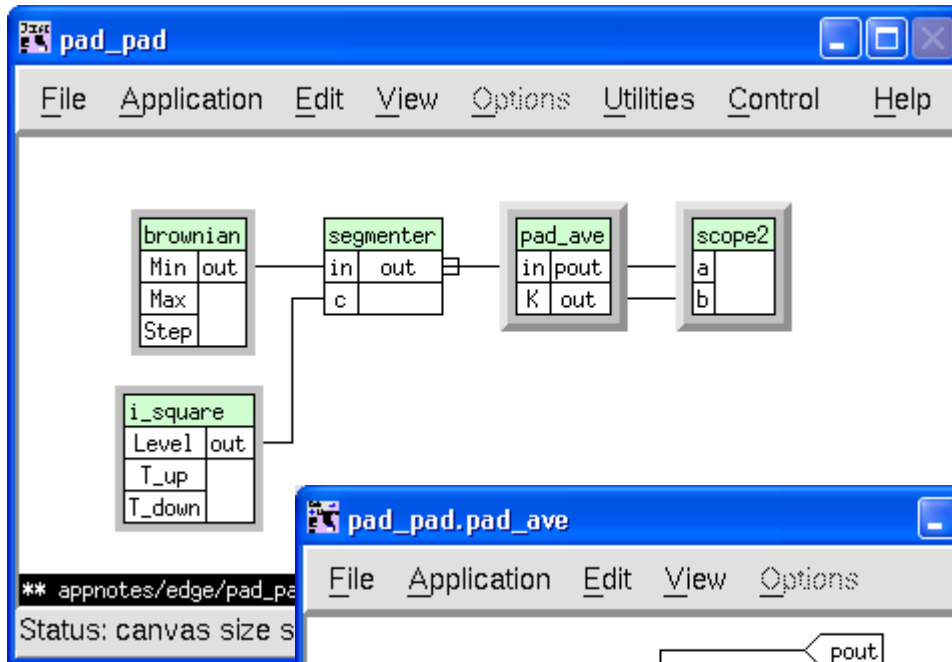 pad_pad
File Application Edit View Options Utilities Control Help
brownian
Min out
Max
Step
segmenter
in out
c
pad_ave
in pout
K out
scope2
a
b
i_square
Level out
T_up
T_down
** appnotes/edge/pad_pa
Status: canvas size s
pad_pad.pad_ave
File Application Edit View Options
pout